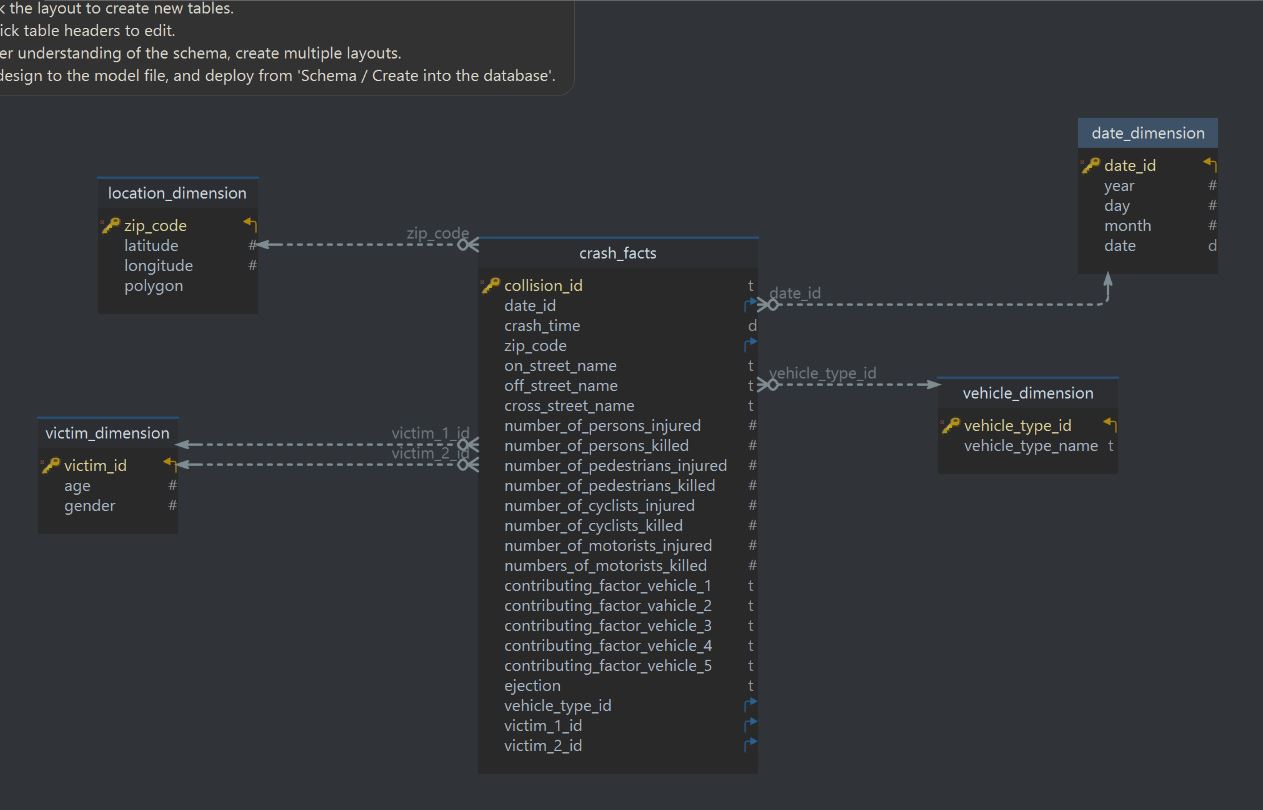 k the layout to create new tables.
ick table headers to edit.
er understanding of the schema, create multiple layouts.
design to the model file, and deploy from 'Schema / Create into the database'.
date_dimension
date_id
year #
day #
month #
date d
location_dimension
zip_code
latitude #
longitude #
polygon
zip_code
crash_facts
collision_id t
date_id
crash_time d
zip_code
on_street_name t
off_street_name t
cross_street_name t
number_of_persons_injured #
number_of_persons_killed #
number_of_pedestrians_injured #
number_of_pedestrians_killed #
number_of_cyclists_injured #
number_of_cyclists_killed #
number_of_motorists_injured #
numbers_of_motorists_killed #
contributing_factor_vehicle_1 t
contributing_factor_vahicle_2 t
contributing_factor_vehicle_3 t
contributing_factor_vehicle_4 t
contributing_factor_vehicle_5 t
ejection t
vehicle_type_id
victim_1_id
victim_2_id
date_id
vehicle_type_id
vehicle_dimension
vehicle_type_id
vehicle_type_name t
victim_dimension
victim_id
age #
gender #
victim_1_id
victim_2_id